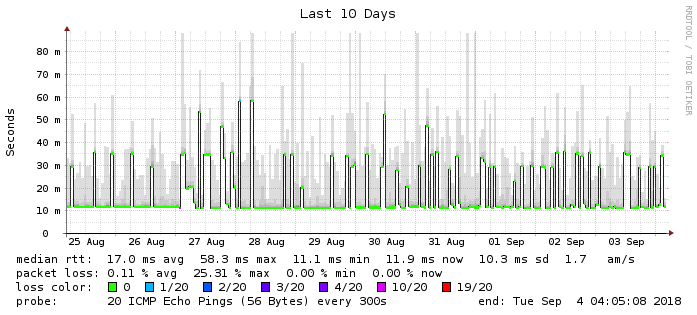 Last 10 Days
RRDTOOL / TOBI OETIKER
Seconds
80 m
70 m
60 m
50 m
40 m
30 m
20 m
10 m
0
25 Aug 26 Aug 27 Aug 28 Aug 29 Aug 30 Aug 31 Aug 01 Sep 02 Sep 03 Sep
median rtt: 17.0 ms avg 58.3 ms max 11.1 ms min 11.9 ms now 10.3 ms sd 1.7 am/s
packet loss: 0.11 % avg 25.31 % max 0.00 % min 0.00 % now
loss color: 0 1/20 2/20 3/20 4/20 10/20 19/20
probe: 20 ICMP Echo Pings (56 Bytes) every 300s end: Tue Sep 4 04:05:08 2018